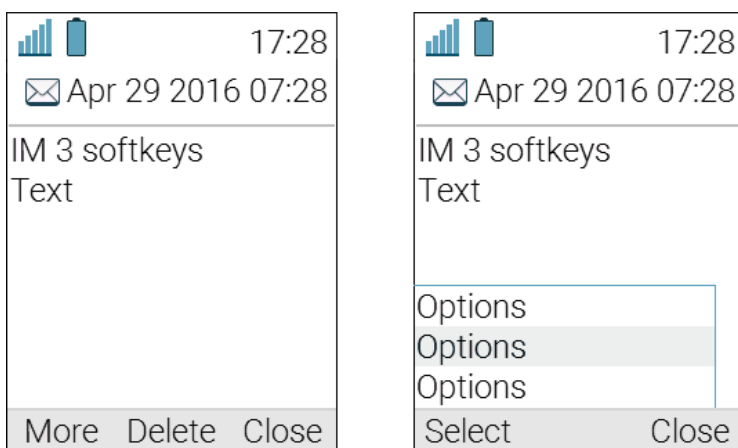 17:28
Apr 29 2016 07:28
IM 3 softkeys
Text
More Delete Close
17:28
Apr 29 2016 07:28
IM 3 softkeys
Text
Options
Options
Options
Select Close